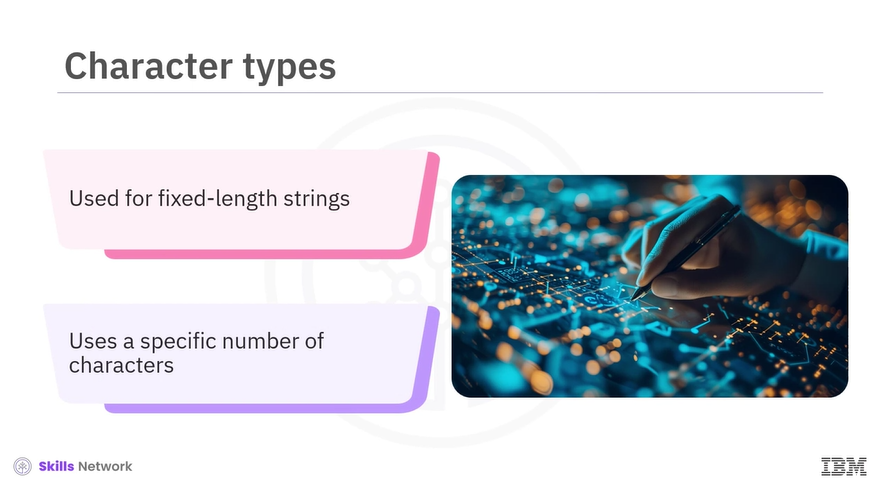 Character types
Used for fixed-length strings
Uses a specific number of
characters
Skills Network
IBM